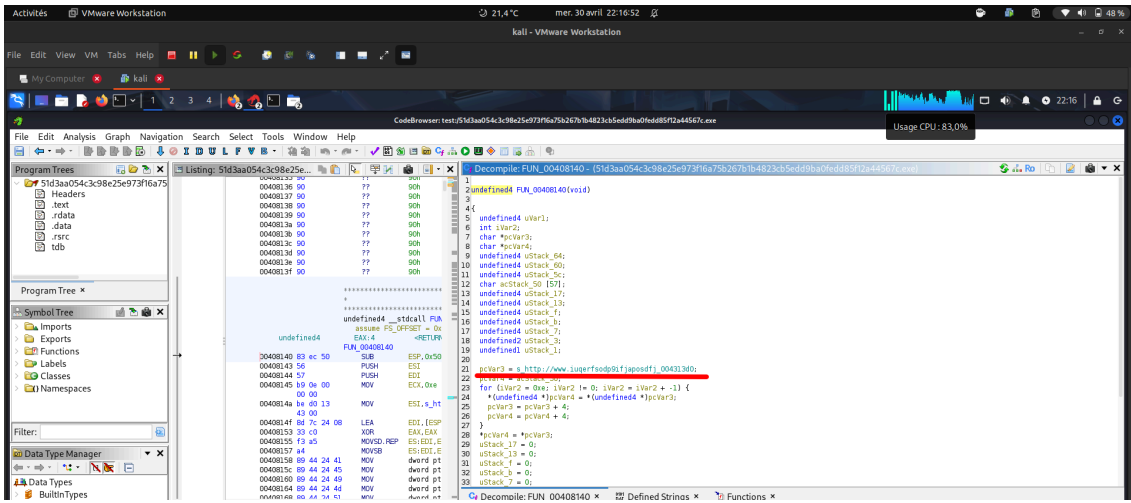 Activités VMware Workstation 21,4°C mer. 30 avril 22:16:52 48 %
kali - VMware Workstation
File Edit View VM Tabs Help
My Computer kali
1 2 3 4 22:16
CodeBrowser: test:/51d3aa054c3c98e25e973f16a75b267b1b4823cb5edd9ba0fedd85f12a44567c.exe
Usage CPU : 83,0%
File Edit Analysis Graph Navigation Search Select Tools Window Help
I D U L F V B
Program Trees
51d3aa054c3c98e25e973f16a75
Headers
.text
.rdata
.data
.rsrc
tdb
Program Tree
Symbol Tree
Imports
Exports
Functions
Labels
Classes
Namespaces
Filter:
Data Type Manager
Data Types
BuiltInTypes
Listing: 51d3aa054c3c98e25e...
00408135 90 ?? 90h
00408136 90 ?? 90h
00408137 90 ?? 90h
00408138 90 ?? 90h
00408139 90 ?? 90h
0040813a 90 ?? 90h
0040813b 90 ?? 90h
0040813c 90 ?? 90h
0040813d 90 ?? 90h
0040813e 90 ?? 90h
0040813f 90 ?? 90h
************************
*
************************
undefined4 __stdcall FUN
assume FS_OFFSET = 0x
undefined4 EAX:4 <RETURN
FUN_00408140
00408140 83 ec 50 SUB ESP,0x50
00408143 56 PUSH ESI
00408144 57 PUSH EDI
00408145 b9 0e 00 MOV ECX,0xe
00 00
0040814a be d0 13 MOV ESI,s_ht
43 00
0040814f 8d 7c 24 08 LEA EDI,[ESP
00408153 33 c0 XOR EAX,EAX
00408155 f3 a5 MOVSD.REP ES:EDI,E
00408157 a4 MOVSB ES:EDI,E
00408158 89 44 24 41 MOV dword pt
0040815c 89 44 24 45 MOV dword pt
00408160 89 44 24 49 MOV dword pt
00408164 89 44 24 4d MOV dword pt
00408168 89 44 24 51 MOV dword pt
Decompile: FUN_00408140 - (51d3aa054c3c98e25e973f16a75b267b1b4823cb5edd9ba0fedd85f12a44567c.exe)
Ro
1
2 undefined4 FUN_00408140(void)
3
4 {
5 undefined4 uVar1;
6 int iVar2;
7 char *pcVar3;
8 char *pcVar4;
9 undefined4 uStack_64;
10 undefined4 uStack_60;
11 undefined4 uStack_5c;
12 char acStack_50 [57];
13 undefined4 uStack_17;
14 undefined4 uStack_13;
15 undefined4 uStack_f;
16 undefined4 uStack_b;
17 undefined4 uStack_7;
18 undefined2 uStack_3;
19 undefined1 uStack_1;
20
21 pcVar3 = s_http://www.iuqerfsodp9ifjaposdfj_004313d0;
22 pcVar4 = acStack_50;
23 for (iVar2 = 0xe; iVar2 != 0; iVar2 = iVar2 + -1) {
24 *(undefined4 *)pcVar4 = *(undefined4 *)pcVar3;
25 pcVar3 = pcVar3 + 4;
26 pcVar4 = pcVar4 + 4;
27 }
28 *pcVar4 = *pcVar3;
29 uStack_17 = 0;
30 uStack_13 = 0;
31 uStack_f = 0;
32 uStack_b = 0;
33 uStack_7 = 0;
Decompile: FUN_00408140 Defined Strings Functions